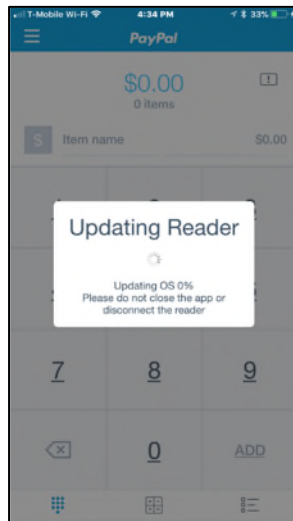 T-Mobile Wi-Fi 4:34 PM 33%
PayPal
$0.00
0 items
S Item name $0.00
Updating Reader
Updating OS 0%
Please do not close the app or
disconnect the reader
7 8 9
0 ADD